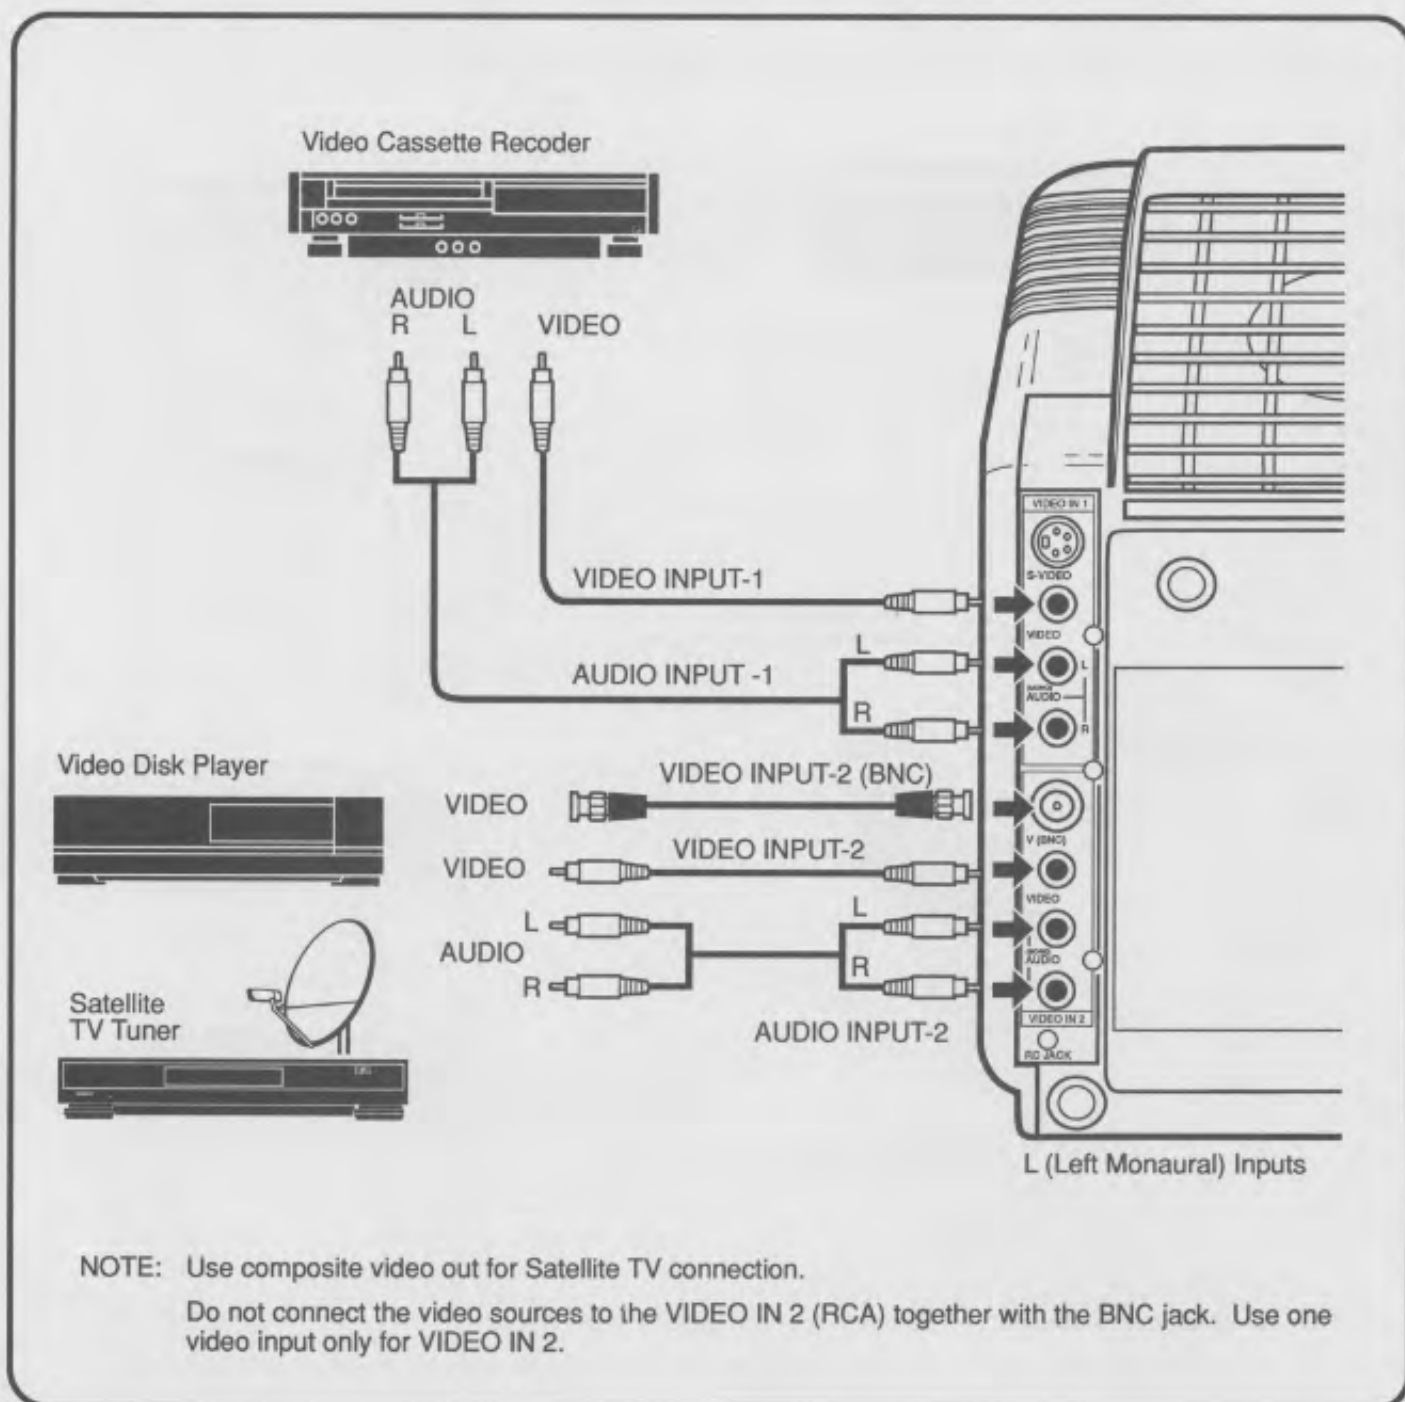 Video Cassette Recoder
AUDIO
R L VIDEO
VIDEO INPUT-1
AUDIO INPUT -1
L
R
VIDEO IN 1
S-VIDEO
VIDEO
L
AUDIO
R
Video Disk Player
VIDEO INPUT-2 (BNC)
VIDEO
VIDEO INPUT-2
VIDEO
L
AUDIO
R
L
R
AUDIO INPUT-2
V (BNC)
VIDEO
AUDIO
VIDEO IN 2
RC JACK
Satellite
TV Tuner
L (Left Monaural) Inputs
NOTE: Use composite video out for Satellite TV connection.
Do not connect the video sources to the VIDEO IN 2 (RCA) together with the BNC jack. Use one
video input only for VIDEO IN 2.